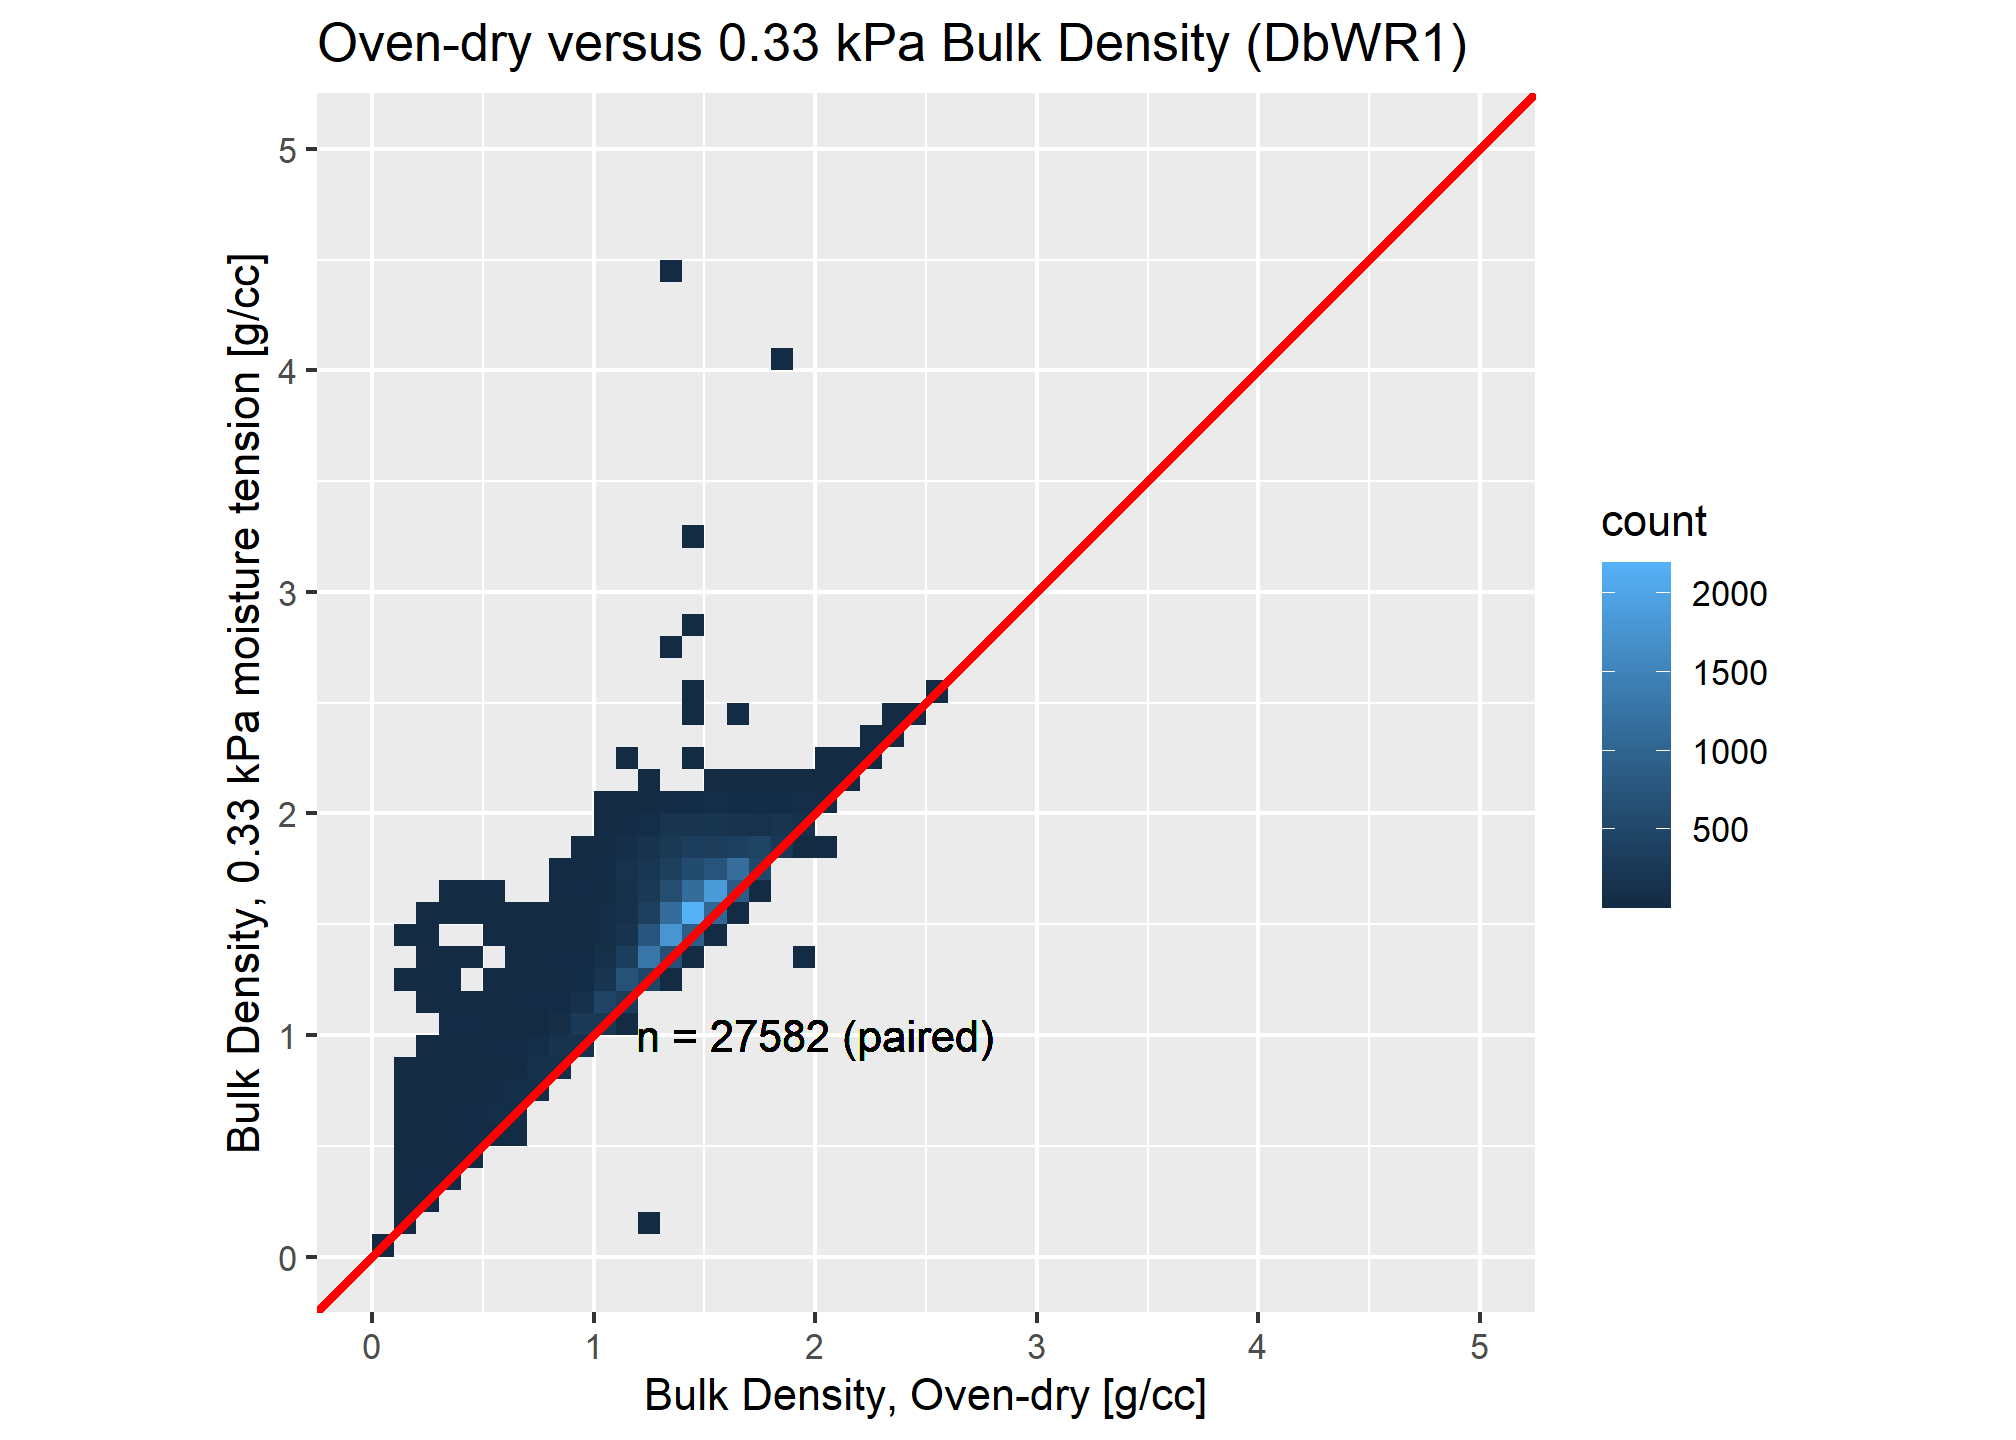 Oven-dry versus 0.33 kPa Bulk Density (DbWR1)
Bulk Density, 0.33 kPa moisture tension [g/cc]
5
4
3
2
1
0
n = 27582 (paired)
0 1 2 3 4 5
Bulk Density, Oven-dry [g/cc]
count
2000
1500
1000
500